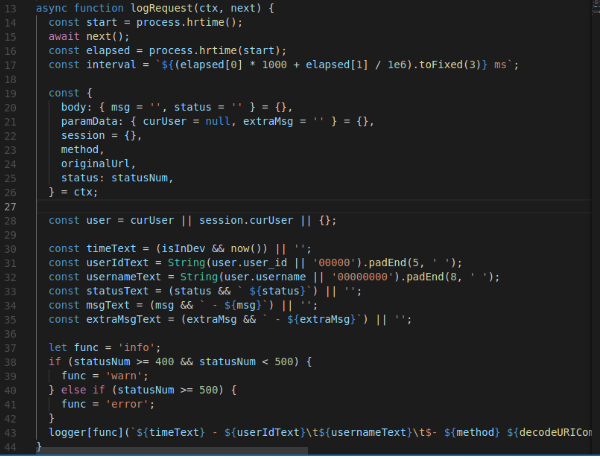 13 async function logRequest(ctx, next) {
14 const start = process.hrtime();
15 await next();
16 const elapsed = process.hrtime(start);
17 const interval = `${(elapsed[0] * 1000 + elapsed[1] / 1e6).toFixed(3)} ms`;
18
19 const {
20 body: { msg = '', status = '' } = {},
21 paramData: { curUser = null, extraMsg = '' } = {},
22 session = {},
23 method,
24 originalUrl,
25 status: statusNum,
26 } = ctx;
27
28 const user = curUser || session.curUser || {};
29
30 const timeText = (isInDev && now()) || '';
31 const userIdText = String(user.user_id || '00000').padEnd(5, ' ');
32 const usernameText = String(user.username || '00000000').padEnd(8, ' ');
33 const statusText = (status && ` ${status}`) || '';
34 const msgText = (msg && ` - ${msg}`) || '';
35 const extraMsgText = (extraMsg && ` - ${extraMsg}`) || '';
36
37 let func = 'info';
38 if (statusNum >= 400 && statusNum < 500) {
39 func = 'warn';
40 } else if (statusNum >= 500) {
41 func = 'error';
42 }
43 logger[func](`${timeText} - ${userIdText}\t${usernameText}\t$- ${method} ${decodeURICom
44 }